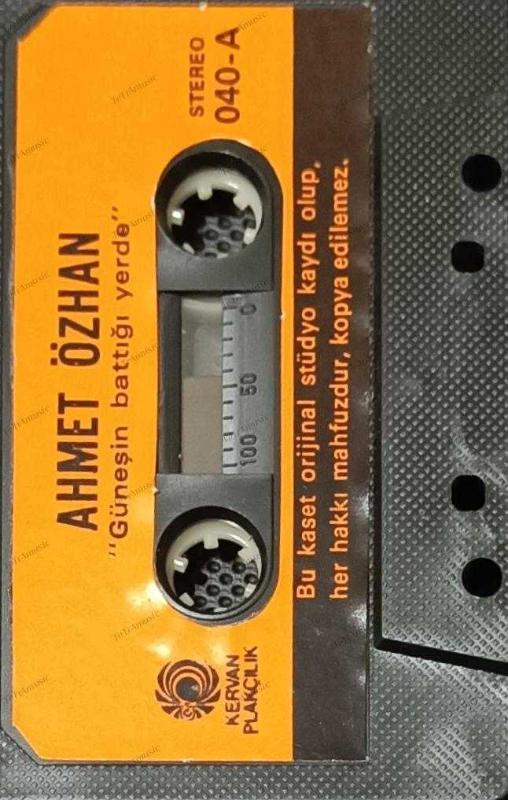 AHMET ÖZHAN
"Güneşin battığı yerde"
STEREO
040-A
100 50 0
KERVAN
PLAKÇILIK
Bu kaset orijinal stüdyo kaydı olup,
her hakkı mahfuzdur, kopya edilemez.